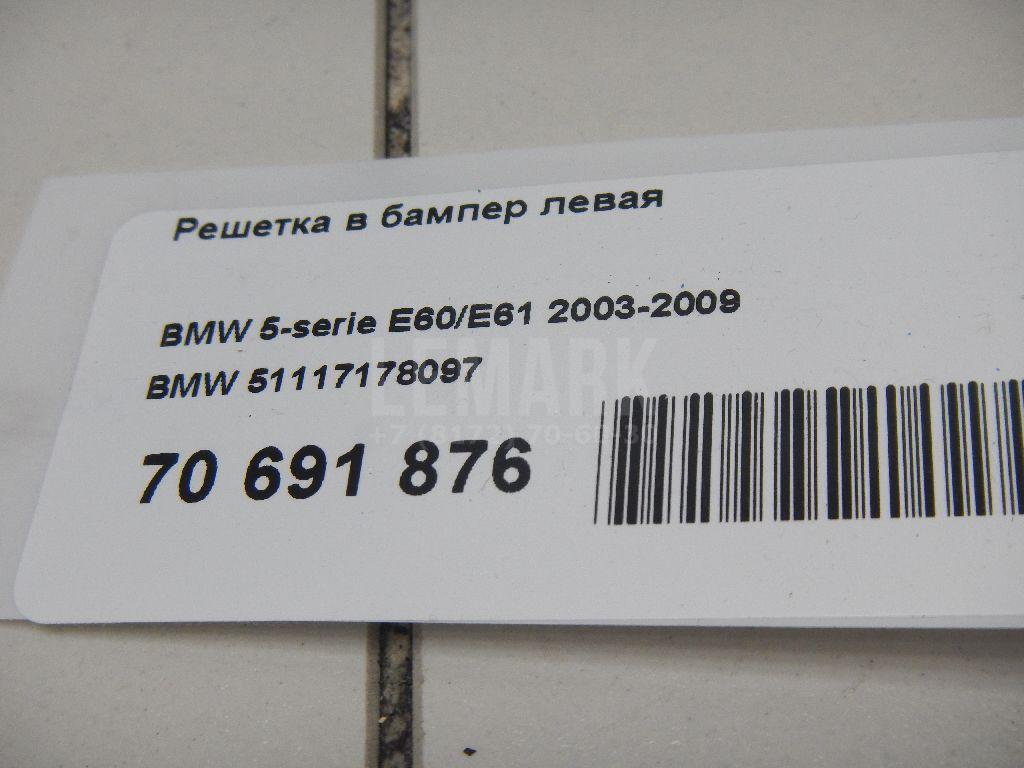 Решетка в бампер левая
BMW 5-serie E60/E61 2003-2009
BMW 51117178097
LEMARK
70 691 876